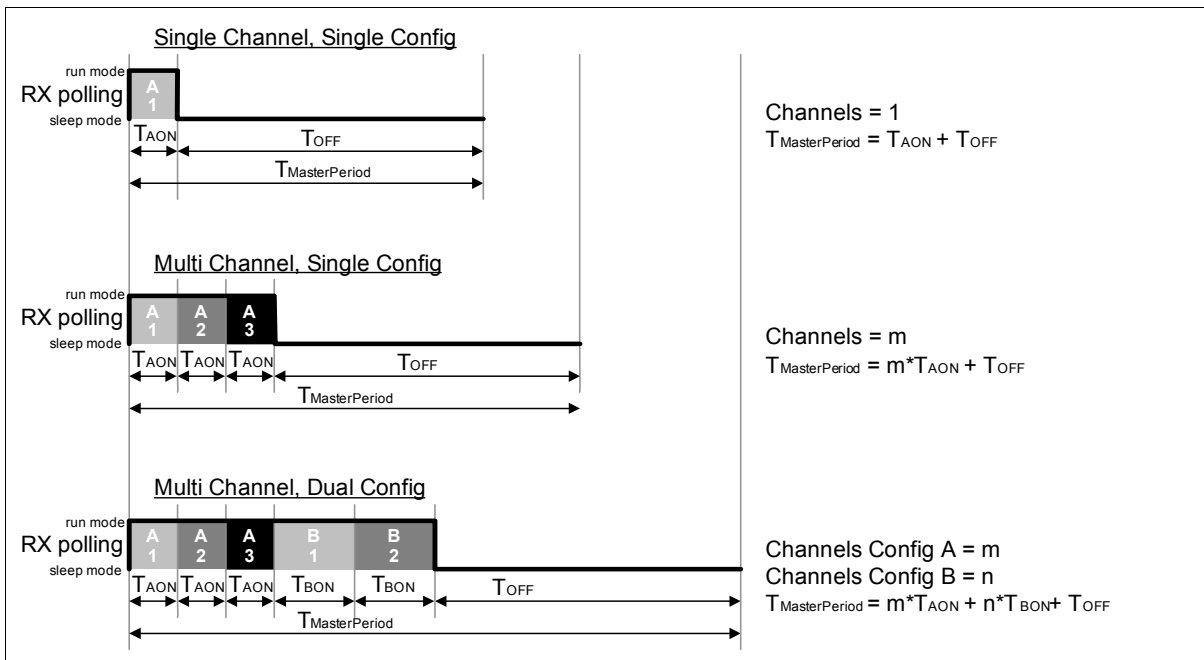 Single Channel, Single Config
run mode
RX polling
sleep mode
A
1
TAON
TOFF
TMasterPeriod
Channels = 1
TMasterPeriod = TAON + TOFF
Multi Channel, Single Config
run mode
RX polling
sleep mode
A A A
1 2 3
TAON TAON TAON TOFF
TMasterPeriod
Channels = m
TMasterPeriod = m*TAON + TOFF
Multi Channel, Dual Config
run mode
RX polling
sleep mode
A A A B B
1 2 3 1 2
TAON TAON TAON TBON TBON TOFF
TMasterPeriod
Channels Config A = m
Channels Config B = n
TMasterPeriod = m*TAON + n*TBON+ TOFF